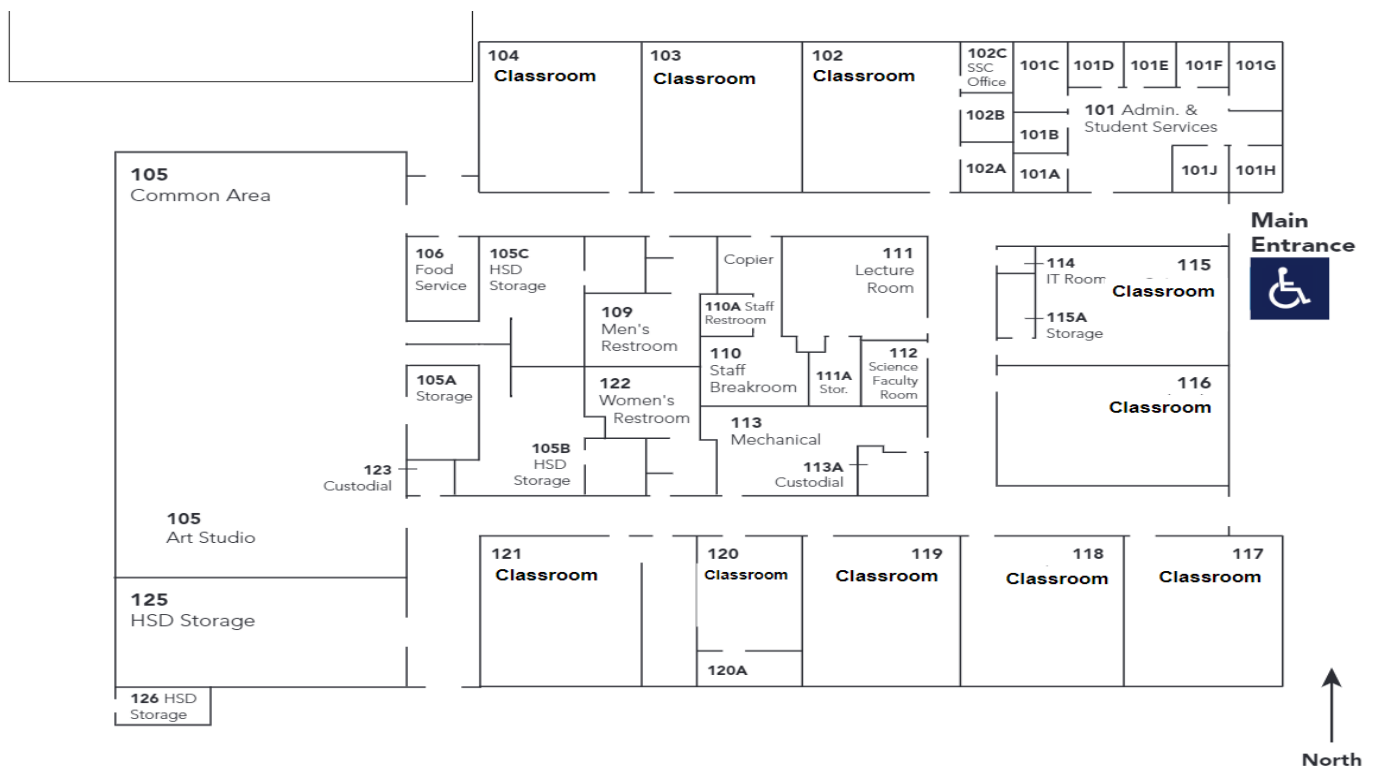 104
Classroom
103
Classroom
102
Classroom
102C
SSC
Office
101C
101D
101E
101F
101G
102B
101B
101 Admin. &
Student Services
102A
101A
101J
101H
105
Common Area
Main
Entrance
106
Food
Service
105C
HSD
Storage
Copier
111
Lecture
Room
114
IT Room
115
Classroom
109
Men's
Restroom
110A Staff
Restroom
115A
Storage
110
Staff
Breakroom
111A
Stor.
112
Science
Faculty
Room
105A
Storage
122
Women's
Restroom
116
Classroom
113
Mechanical
105B
HSD
Storage
123
Custodial
113A
Custodial
105
Art Studio
121
Classroom
120
Classroom
119
Classroom
118
Classroom
117
Classroom
125
HSD Storage
120A
126 HSD
Storage
North